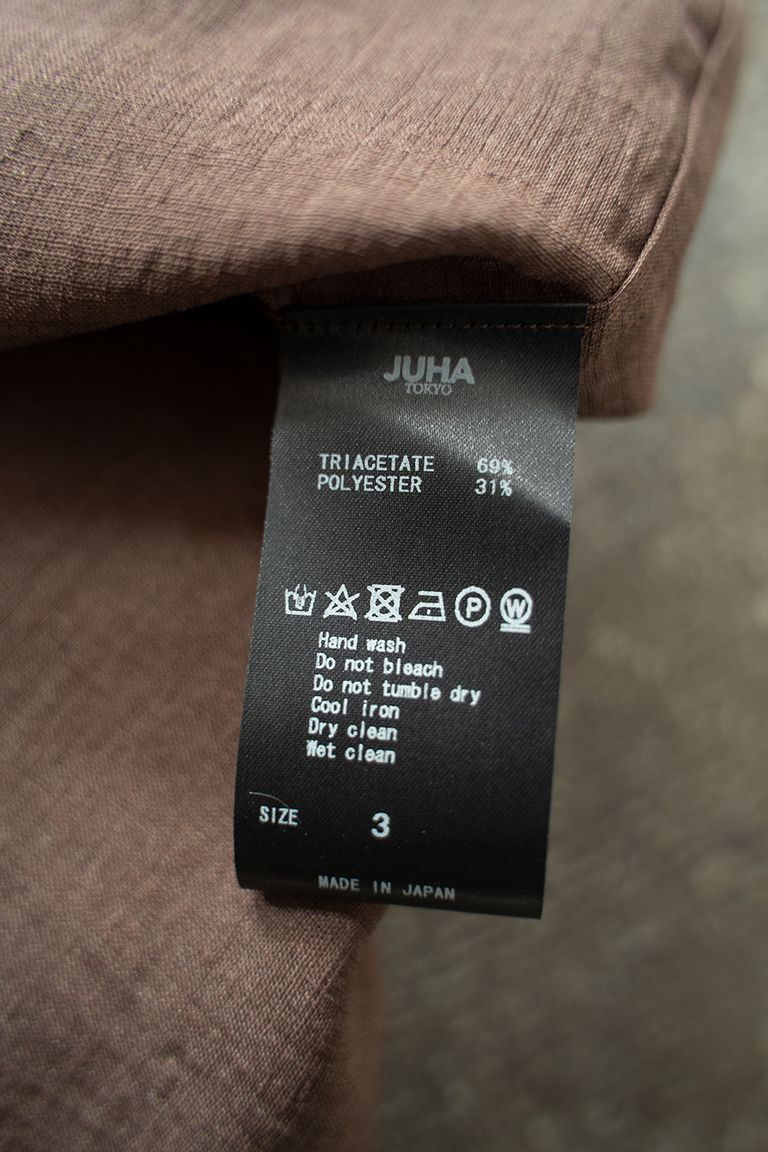 JUHA
TOKYO
TRIACETATE 69%
POLYESTER 31%
P W
Hand wash
Do not bleach
Do not tumble dry
Cool iron
Dry clean
Wet clean
SIZE 3
MADE IN JAPAN